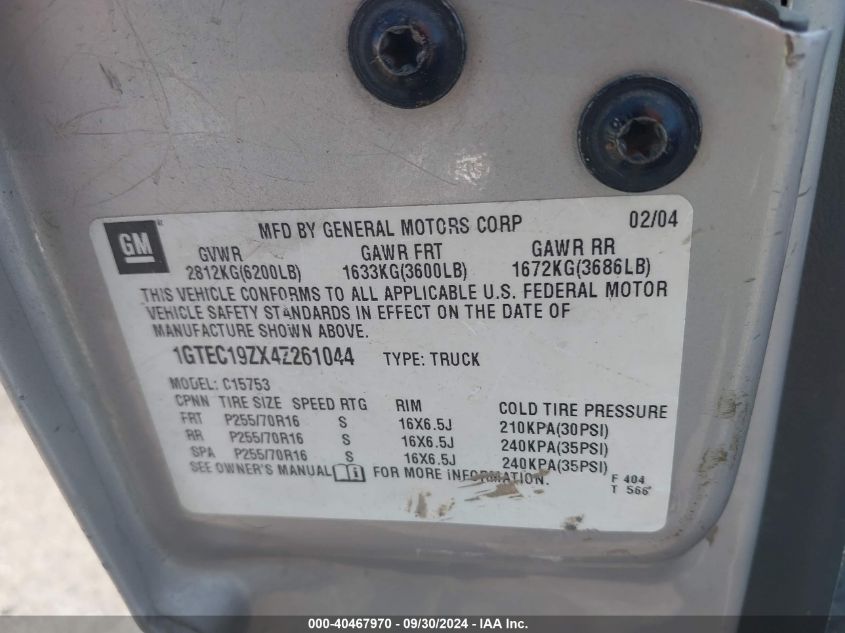 GM
MFD BY GENERAL MOTORS CORP 02/04
GVWR GAWR FRT GAWR RR
2812KG(6200LB) 1633KG(3600LB) 1672KG(3686LB)
THIS VEHICLE CONFORMS TO ALL APPLICABLE U.S. FEDERAL MOTOR
VEHICLE SAFETY STANDARDS IN EFFECT ON THE DATE OF
MANUFACTURE SHOWN ABOVE.
1GTEC19ZX4Z261044 TYPE: TRUCK
MODEL: C15753
CPNN TIRE SIZE SPEED RTG RIM COLD TIRE PRESSURE
FRT P255/70R16 S 16X6.5J 210KPA(30PSI)
RR P255/70R16 S 16X6.5J 240KPA(35PSI)
SPA P255/70R16 S 16X6.5J 240KPA(35PSI)
SEE OWNER'S MANUAL FOR MORE INFORMATION.
F 404
T 566
000-40467970 - 09/30/2024 - IAA Inc.